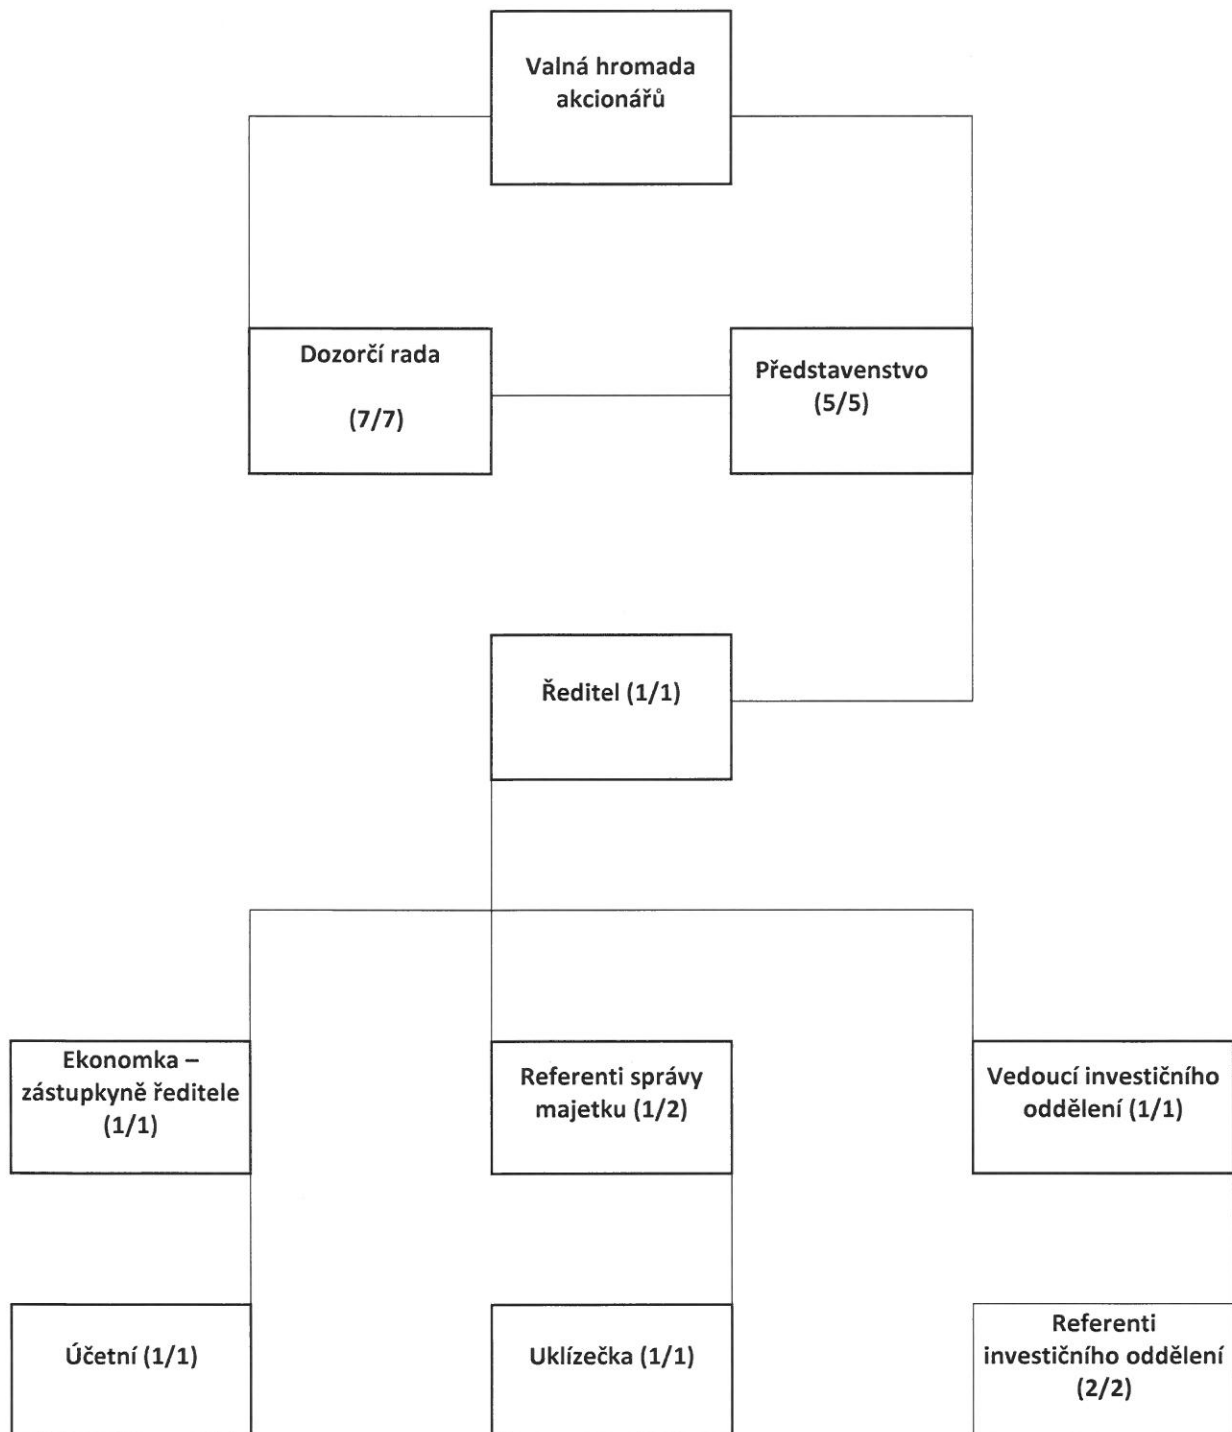 Valná hromada
akcionářů
Dozorčí rada
(7/7)
Představenstvo
(5/5)
Ředitel (1/1)
Ekonomka –
zástupkyně ředitele
(1/1)
Referenti správy
majetku (1/2)
Vedoucí investičního
oddělení (1/1)
Účetní (1/1)
Uklízečka (1/1)
Referenti
investičního oddělení
(2/2)